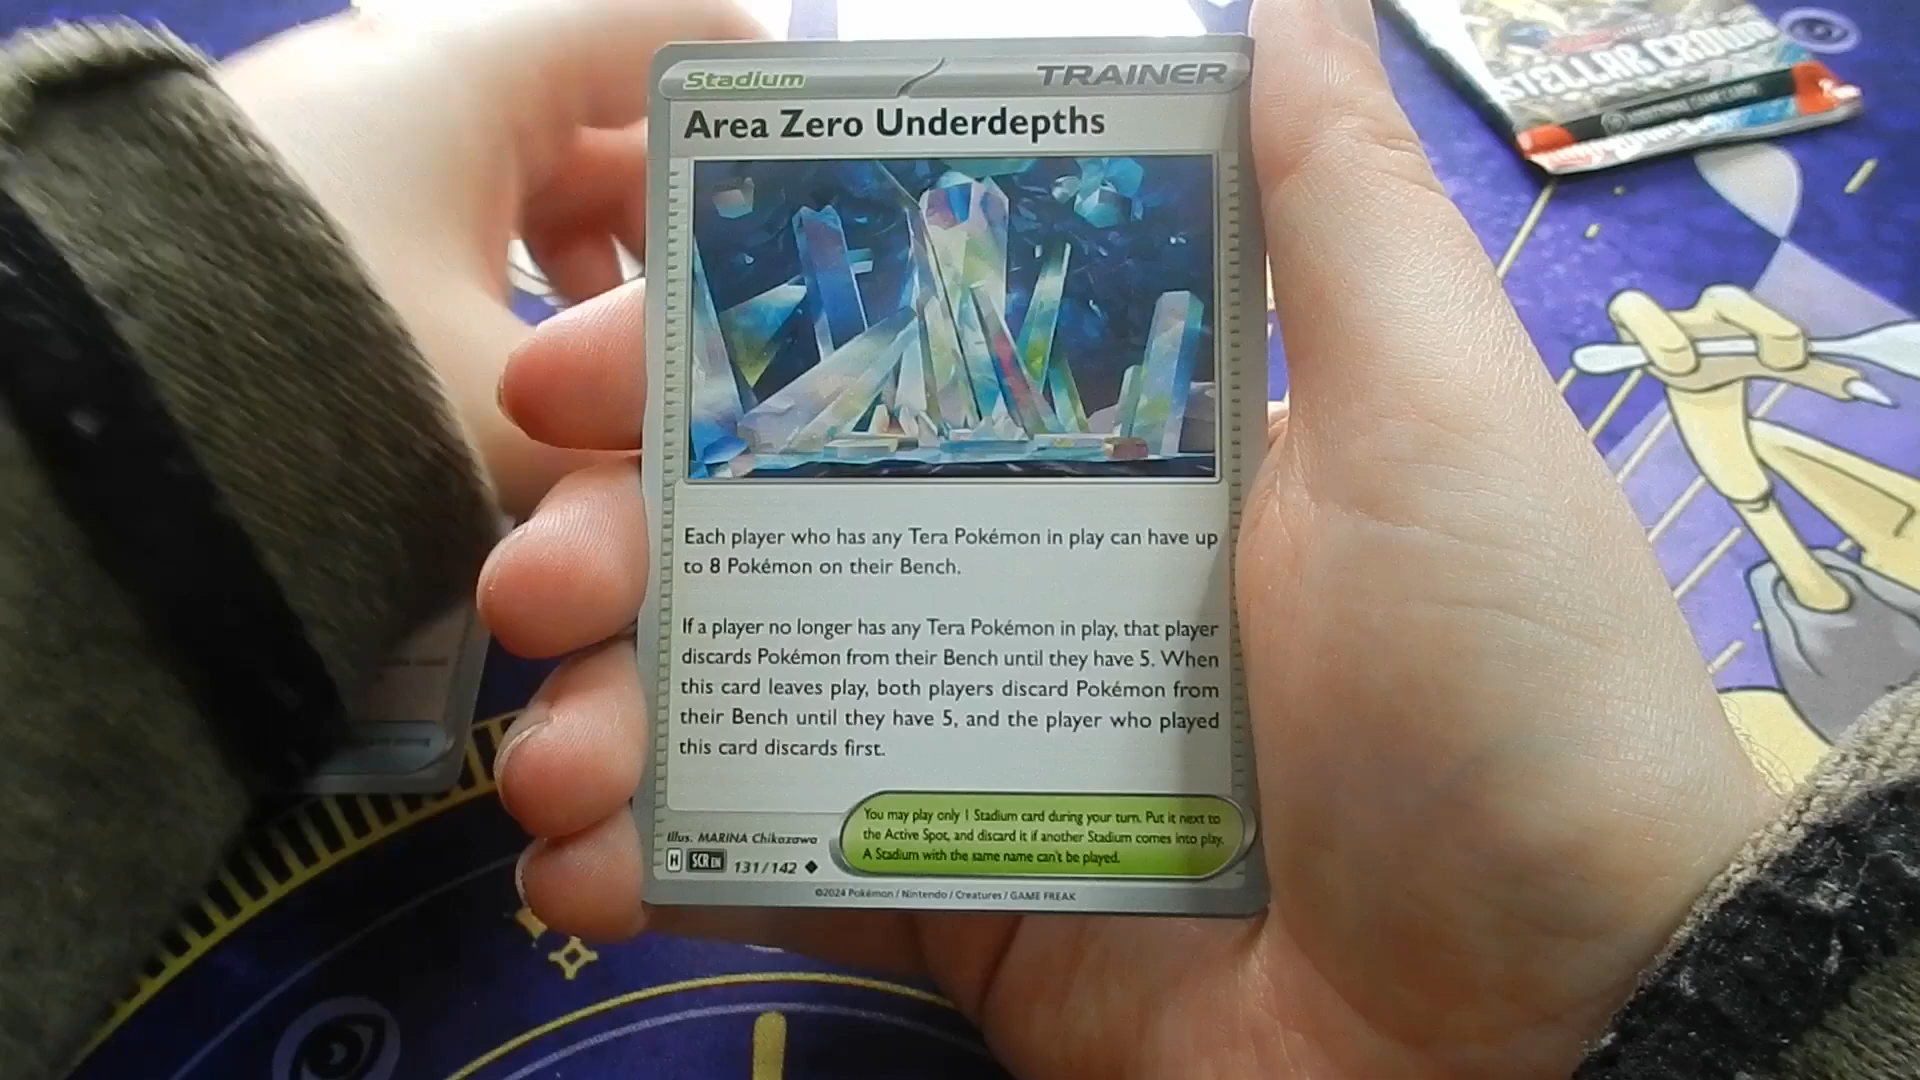 Stadium
TRAINER
Area Zero Underdepths
Each player who has any Tera Pokémon in play can have up
to 8 Pokémon on their Bench.
If a player no longer has any Tera Pokémon in play, that player
discards Pokémon from their Bench until they have 5. When
this card leaves play, both players discard Pokémon from
their Bench until they have 5, and the player who played
this card discards first.
You may play only 1 Stadium card during your turn. Put it next to
the Active Spot, and discard it if another Stadium comes into play.
A Stadium with the same name can't be played.
Illus. MARINA Chikazawa
H SCR EN 131/142
©2024 Pokémon / Nintendo / Creatures / GAME FREAK
STELLAR CROWN